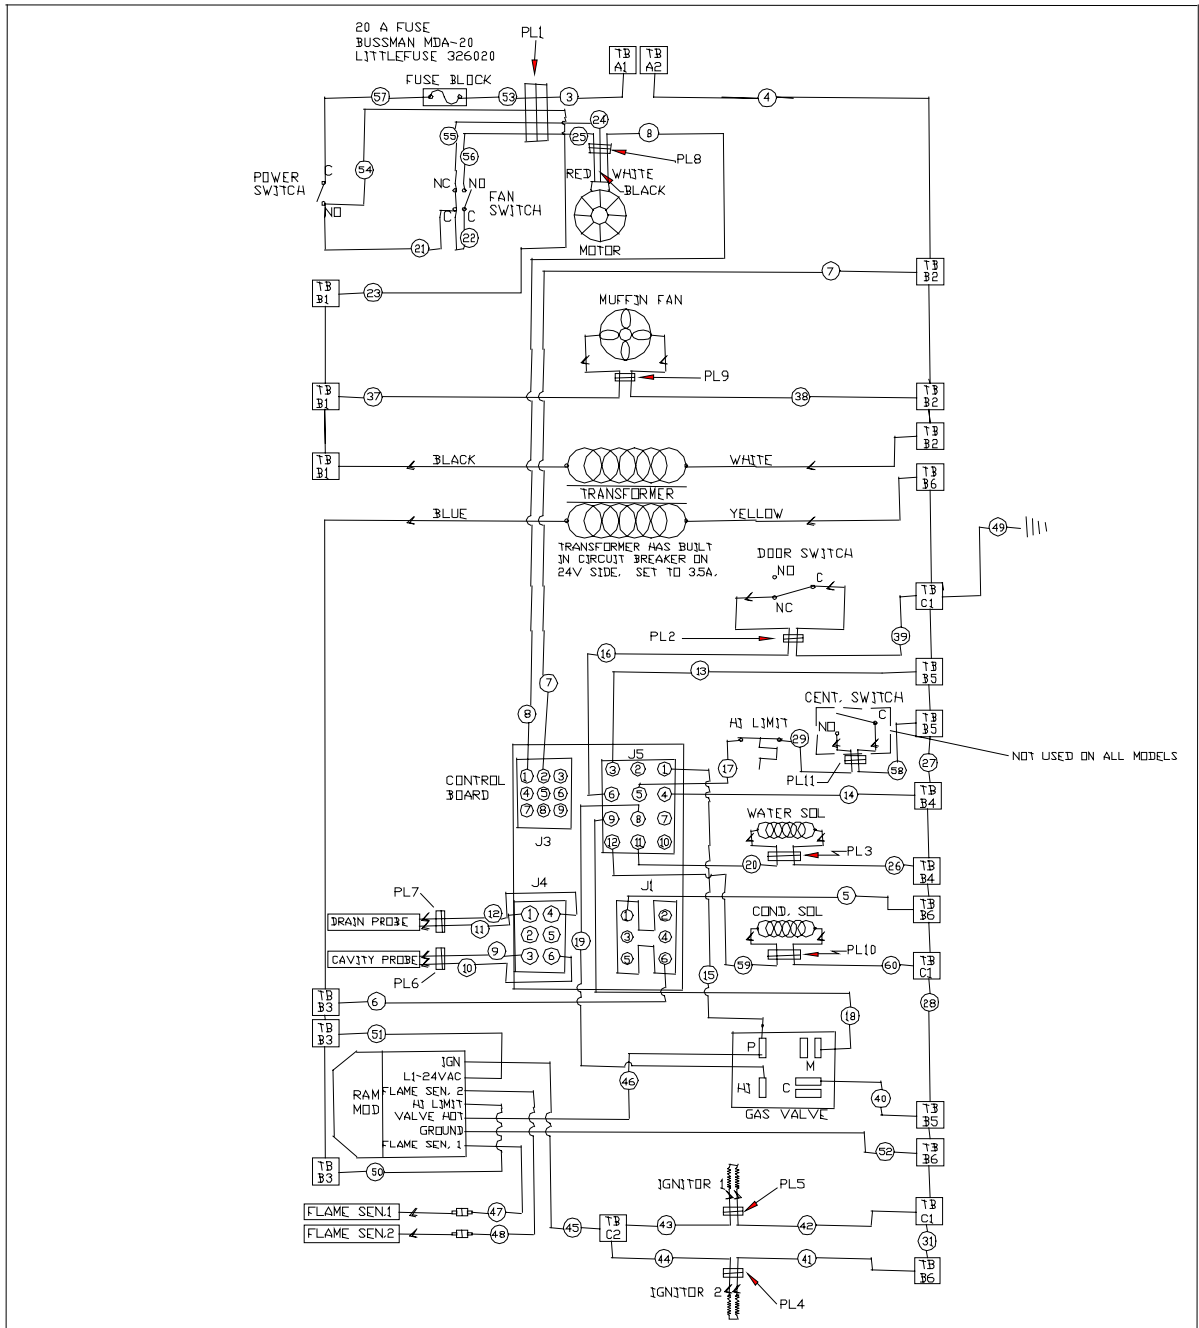 20 A FUSE
BUSSMAN MDA-20
LITTLEFUSE 326020
PL1
TB A1
TB A2
FUSE BLOCK
57
53
3
4
24
55
25
8
56
54
PL8
RED
WHITE
BLACK
POWER SWITCH
C
NO
NC
NO
FAN SWITCH
C
C
21
22
MOTOR
TB B1
23
7
TB B2
MUFFIN FAN
PL9
TB B1
37
38
TB B2
TB B2
TB B1
BLACK
WHITE
TB B6
TRANSFORMER
BLUE
YELLOW
49
TRANSFORMER HAS BUILT
IN CIRCUIT BREAKER ON
24V SIDE. SET TO 3.5A.
DOOR SWITCH
NO
C
NC
TB C1
PL2
39
16
13
TB B5
7
8
CENT. SWITCH
C
NO
TB B5
HI LIMIT
29
NOT USED ON ALL MODELS
17
PL11
58
27
CONTROL BOARD
1 2 3
4 5 6
7 8 9
J3
J5
3 2 1
6 5 4
9 8 7
12 11 10
14
TB B4
WATER SOL
PL3
20
26
TB B4
J4
1 4
2 5
3 6
J1
1 2
3 4
5 6
5
TB B6
PL7
DRAIN PROBE
12
11
COND. SOL
PL10
19
CAVITY PROBE
9
10
PL6
59
60
TB C1
15
TB B3
6
28
18
TB B3
51
P
M
HI
C
GAS VALVE
46
40
RAM MOD
IGN
L1-24VAC
FLAME SEN. 2
HI LIMIT
VALVE HOT
GROUND
FLAME SEN. 1
TB B5
52
TB B6
TB B3
50
IGNITOR 1
PL5
FLAME SEN.1
47
FLAME SEN.2
48
45
TB C2
43
42
TB C1
31
44
41
TB B6
IGNITOR 2
PL4